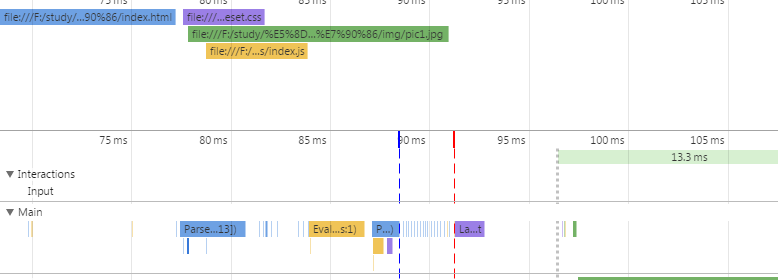 75 ms 80 ms 85 ms 90 ms 95 ms 100 ms 105 ms
file:///F:/study/...90%86/index.html file:///...eset.css
file:///F:/study/%E5%8D...%E7%90%86/img/pic1.jpg
file:///F:/...s/index.js
75 ms 80 ms 85 ms 90 ms 95 ms 100 ms 105 ms
13.3 ms
▼ Interactions
Input
▼ Main
Parse...13]) Eval...s:1) P...) La...t